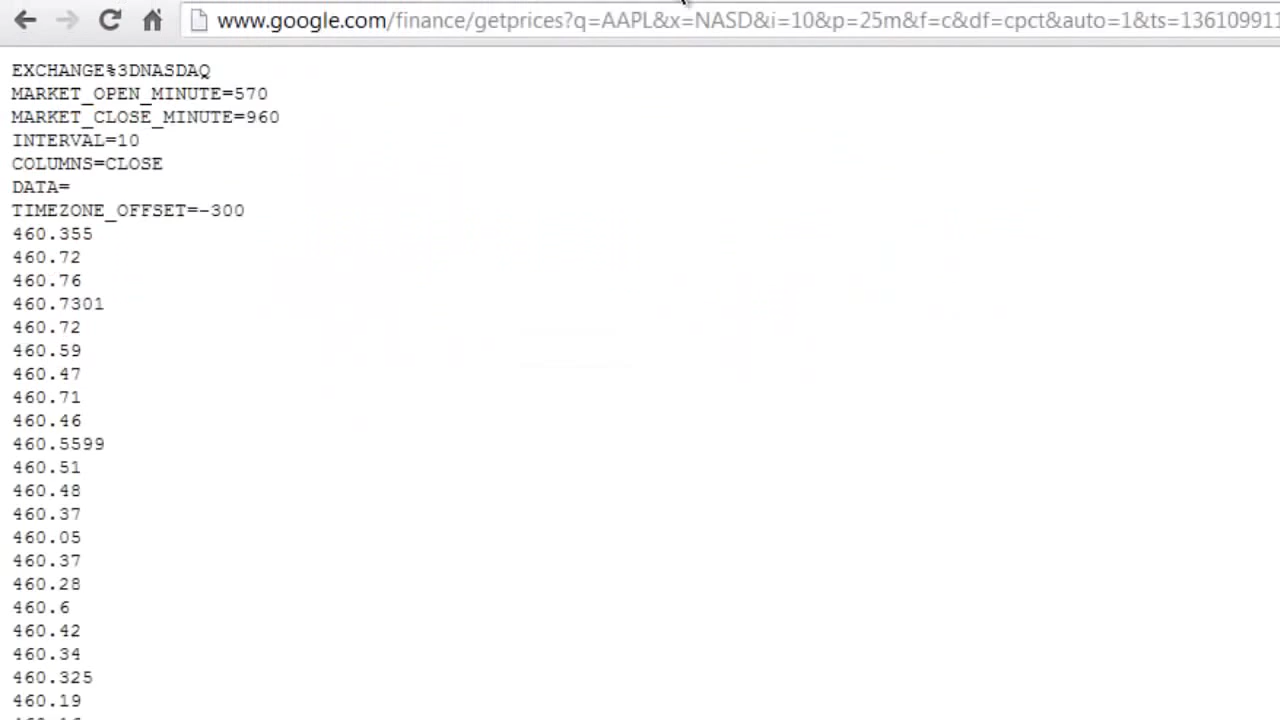 www.google.com/finance/getprices?q=AAPL&x=NASD&i=10&p=25m&f=c&df=cpct&auto=1&ts=136109911
EXCHANGE%3DNASDAQ
MARKET_OPEN_MINUTE=570
MARKET_CLOSE_MINUTE=960
INTERVAL=10
COLUMNS=CLOSE
DATA=
TIMEZONE_OFFSET=-300
460.355
460.72
460.76
460.7301
460.72
460.59
460.47
460.71
460.46
460.5599
460.51
460.48
460.37
460.05
460.37
460.28
460.6
460.42
460.34
460.325
460.19